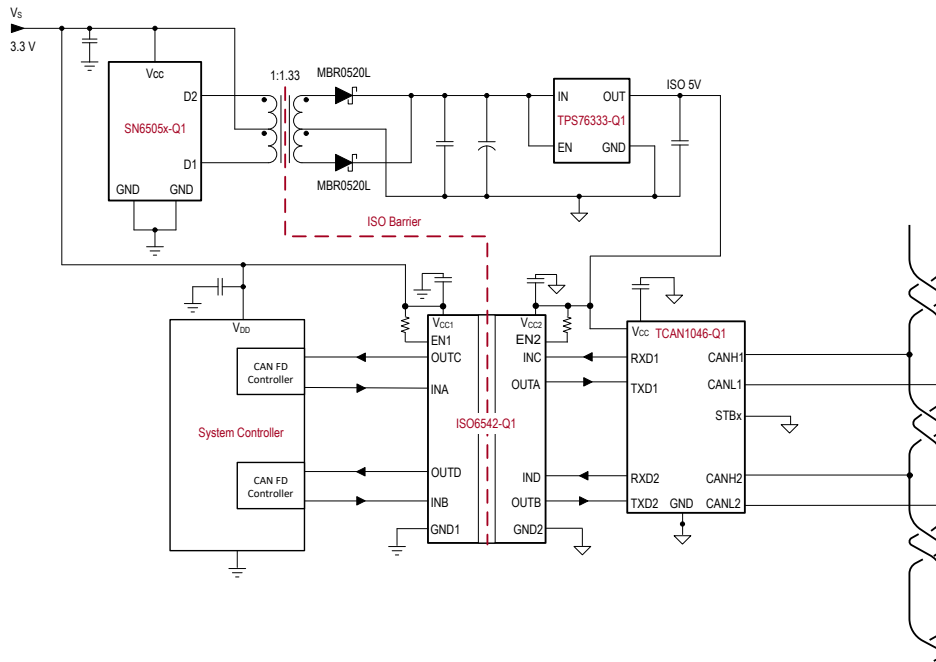 VS
3.3 V
Vcc
D2
SN6505x-Q1
D1
GND
GND
1:1.33
MBR0520L
MBR0520L
IN
OUT
TPS76333-Q1
EN
GND
ISO 5V
ISO Barrier
VDD
CAN FD
Controller
System Controller
CAN FD
Controller
VCC1
EN1
OUTC
INA
OUTD
INB
GND1
ISO6542-Q1
VCC2
EN2
INC
OUTA
IND
OUTB
GND2
Vcc
TCAN1046-Q1
RXD1
TXD1
RXD2
TXD2
GND
CANH1
CANL1
STBx
CANH2
CANL2